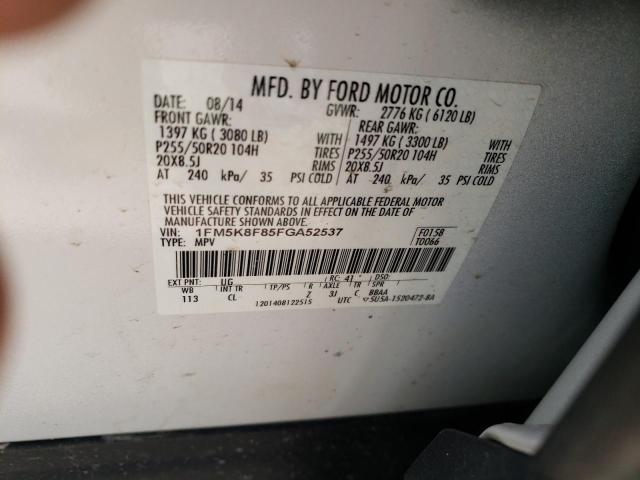 MFD. BY FORD MOTOR CO.
DATE: 08/14 GVWR: 2776 KG ( 6120 LB)
FRONT GAWR: REAR GAWR:
1397 KG ( 3080 LB) WITH 1497 KG ( 3300 LB) WITH
P255/50R20 104H TIRES P255/50R20 104H TIRES
20X8.5J RIMS 20X8.5J RIMS
AT 240 kPa/ 35 PSI COLD AT 240 kPa/ 35 PSI COLD
THIS VEHICLE CONFORMS TO ALL APPLICABLE FEDERAL MOTOR
VEHICLE SAFETY STANDARDS IN EFFECT ON THE DATE OF
MANUFACTURE SHOWN ABOVE.
VIN: 1FM5K8F85FGA52537 F0158
TYPE: MPV T0066
EXT PNT: UG RC: 41 DSO:
WB INT TR TP/PS R AXLE TR SPR
113 CL Z 3J C BBAA
1201408122515 UTC 5U5A-1520472-BA